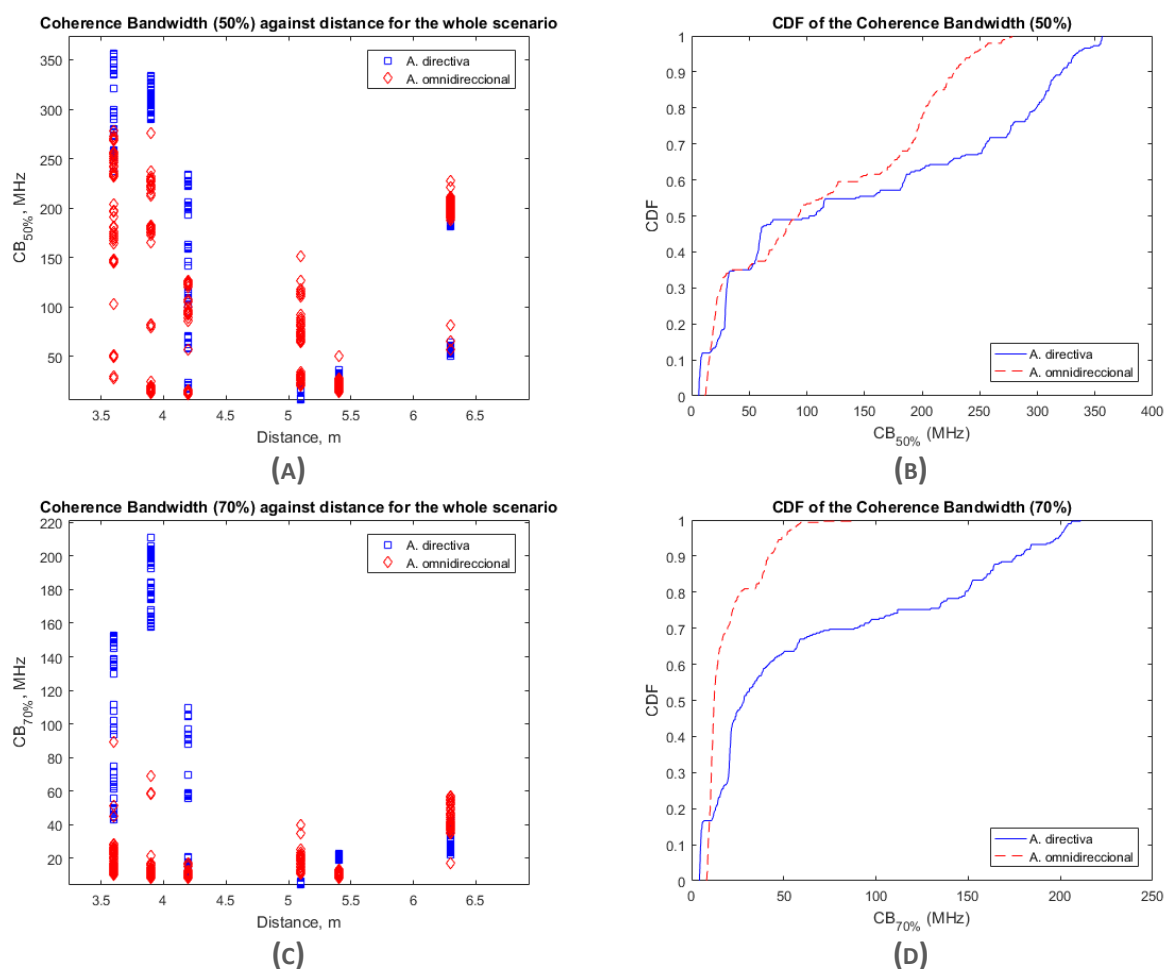 Coherence Bandwidth (50%) against distance for the whole scenario
A. directiva
A. omnidireccional
350
300
250
200
150
100
50
CB50%, MHz
3.5 4 4.5 5 5.5 6 6.5
Distance, m
(A)
CDF of the Coherence Bandwidth (50%)
1
0.9
0.8
0.7
0.6
0.5
0.4
0.3
0.2
0.1
0
CDF
A. directiva
A. omnidireccional
0 50 100 150 200 250 300 350 400
CB50% (MHz)
(B)
Coherence Bandwidth (70%) against distance for the whole scenario
A. directiva
A. omnidireccional
220
200
180
160
140
120
100
80
60
40
20
CB70%, MHz
3.5 4 4.5 5 5.5 6 6.5
Distance, m
(C)
CDF of the Coherence Bandwidth (70%)
1
0.9
0.8
0.7
0.6
0.5
0.4
0.3
0.2
0.1
0
CDF
A. directiva
A. omnidireccional
0 50 100 150 200 250
CB70% (MHz)
(D)